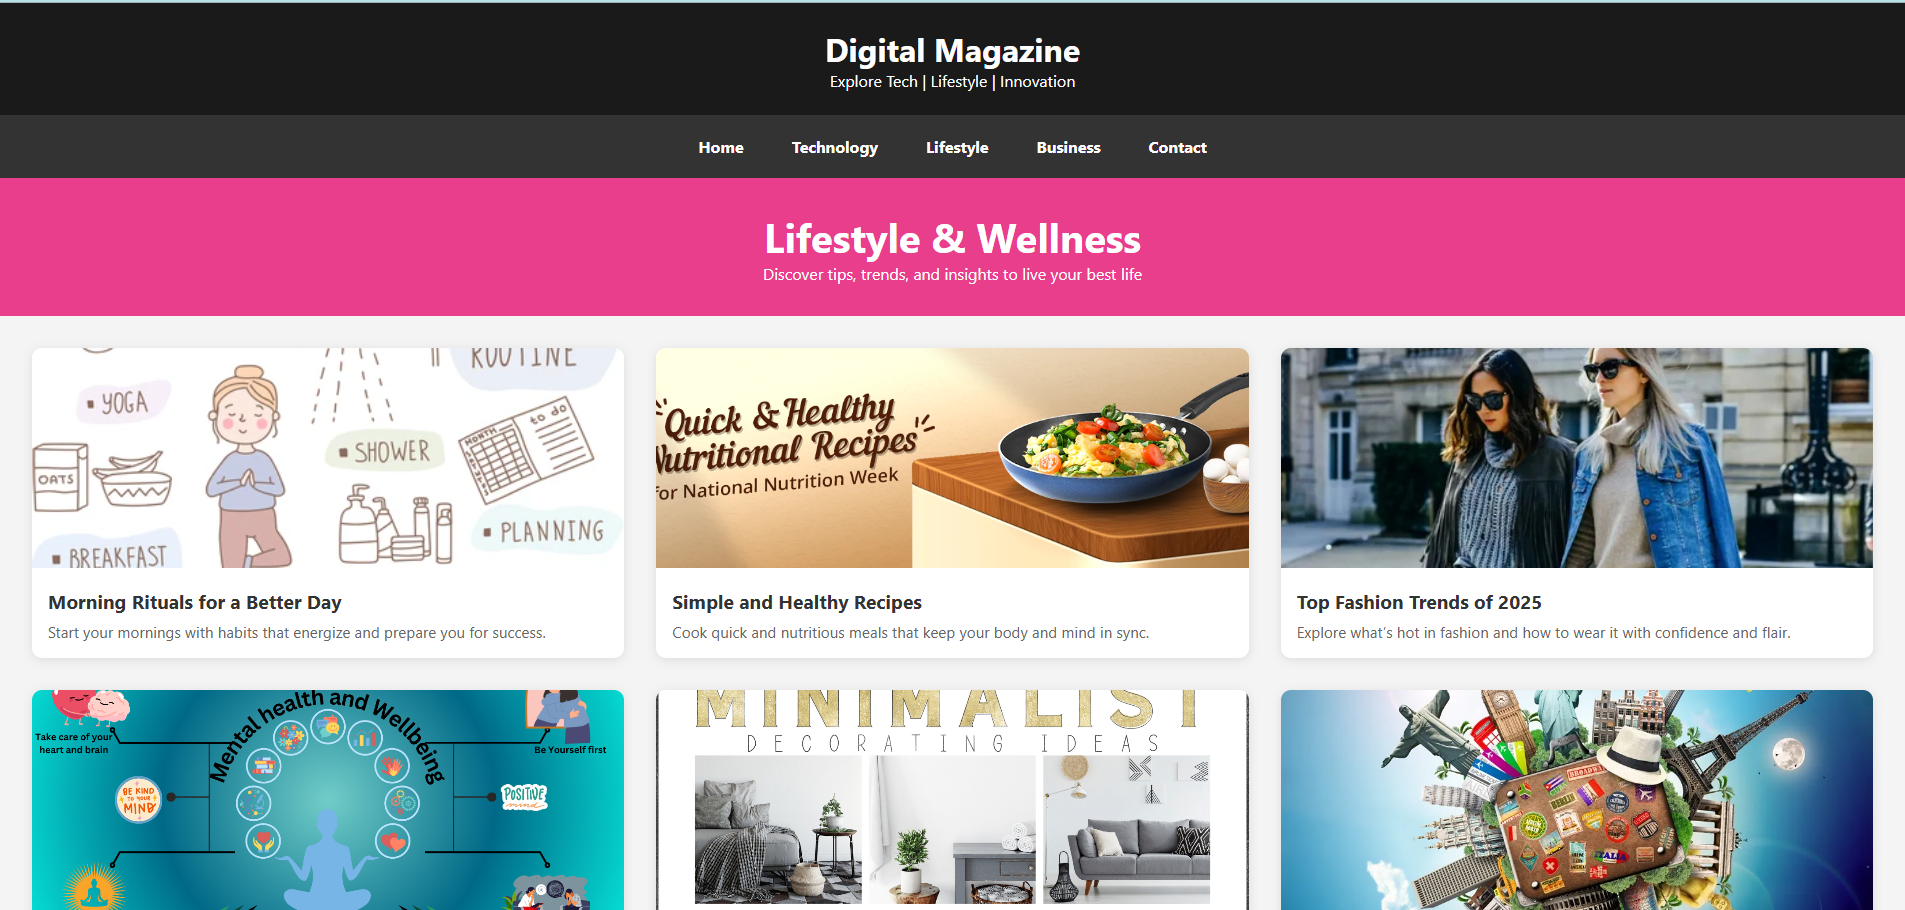 Digital Magazine
Explore Tech | Lifestyle | Innovation
Home Technology Lifestyle Business Contact
Lifestyle & Wellness
Discover tips, trends, and insights to live your best life
ROUTINE
YOGA
to do
MONTH
SHOWER
OATS
PLANNING
BREAKFAST
Quick & Healthy
Nutritional Recipes
for National Nutrition Week
Morning Rituals for a Better Day
Start your mornings with habits that energize and prepare you for success.
Simple and Healthy Recipes
Cook quick and nutritious meals that keep your body and mind in sync.
Top Fashion Trends of 2025
Explore what’s hot in fashion and how to wear it with confidence and flair.
Mental health and Wellbeing
Take care of your
heart and brain
Be Yourself first
BE KIND
TO YOUR
MIND
POSITIVE
mind
MINIMALIST
DECORATING IDEAS
ITALIA